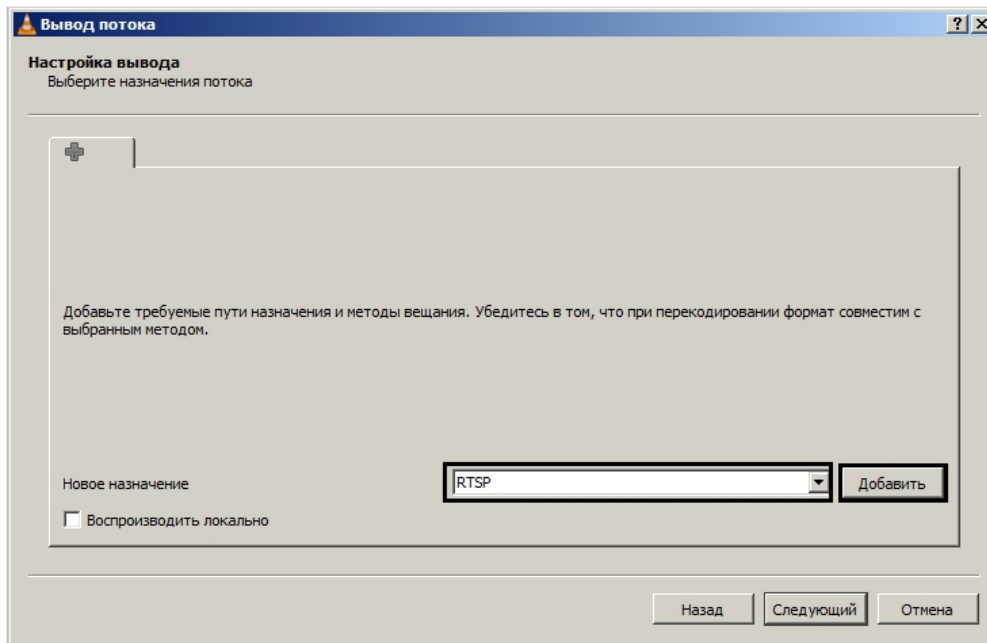 Вывод потока
Настройка вывода
Выберите назначения потока
Добавьте требуемые пути назначения и методы вещания. Убедитесь в том, что при перекодировании формат совместим с
выбранным методом.
Новое назначение
RTSP
Добавить
Воспроизводить локально
Назад
Следующий
Отмена